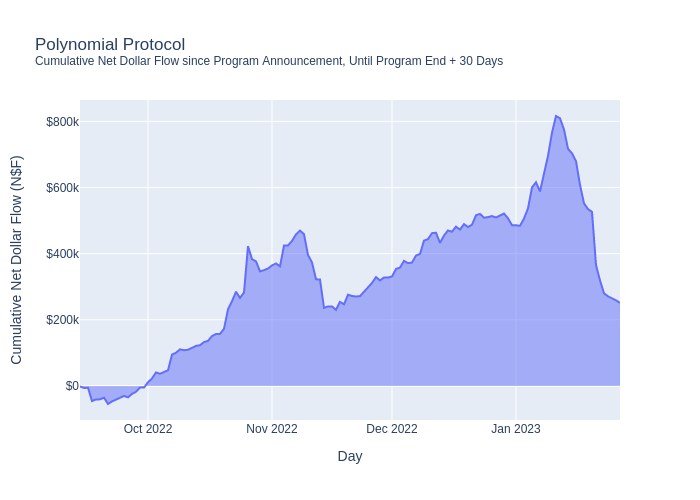 Polynomial Protocol
Cumulative Net Dollar Flow since Program Announcement, Until Program End + 30 Days
Cumulative Net Dollar Flow (N$F)
$800k
$600k
$400k
$200k
$0
Oct 2022
Nov 2022
Dec 2022
Jan 2023
Day